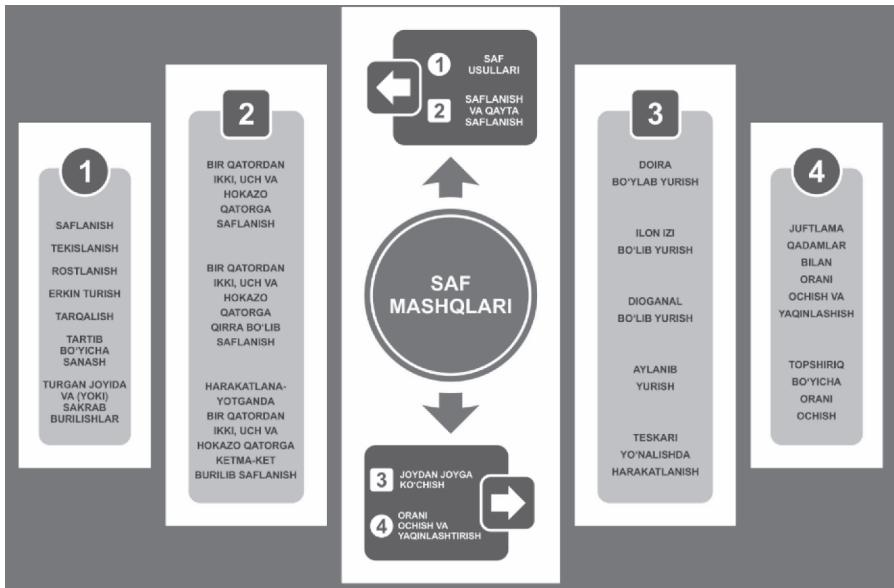 1
SAFLANISH
TEKISLANISH
ROSTLANISH
ERKIN TURISH
TARQALISH
TARTIB
BO'YICHA
SANASH
TURGAN JOYIDA
VA (YOKI)
SAKRAB
BURILISHLAR
2
BIR QATORDAN
IKKI, UCH VA
HOKAZO
QATORGA
SAFLANISH
BIR QATORDAN
IKKI, UCH VA
HOKAZO
QATORGA
QIRRA BO'LIB
SAFLANISH
HARAKATLANA-
YOTGANDA
BIR QATORDAN
IKKI, UCH VA
HOKAZO QATORGA
KETMA-KET
BURILIB SAFLANISH
1 SAF
USULLARI
2 SAFLANISH
VA QAYTA
SAFLANISH
SAF
MASHQLARI
3 JOYDAN JOYGA
KO'CHISH
4 ORANI
OCHISH VA
YAQINLASHTIRISH
3
DOIRA
BO'YLAB YURISH
ILON IZI
BO'LIB YURISH
DIOGANAL
BO'LIB YURISH
AYLANIB
YURISH
TESKARI
YO'NALISHDA
HARAKATLANISH
4
JUFTLAMA
QADAMLAR
BILAN
ORANI
OCHISH VA
YAQINLASHISH
TOPSHIRIQ
BO'YICHA
ORANI
OCHISH